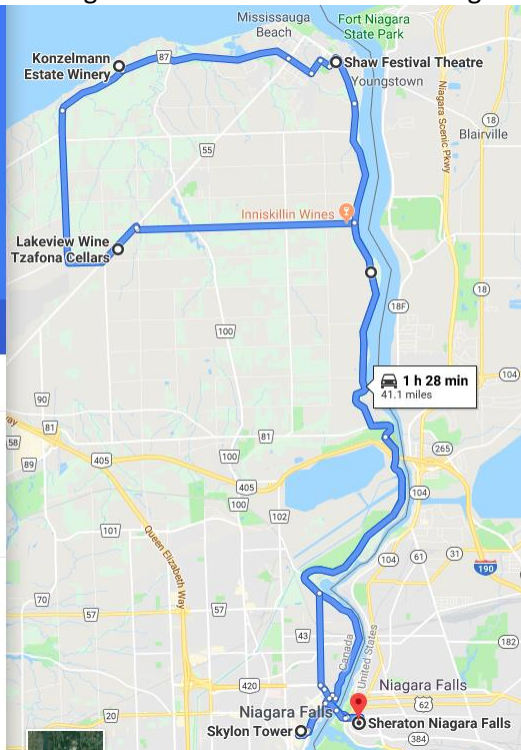 Mississauga
Beach
Fort Niagara
State Park
Konzelmann
Estate Winery
87
Shaw Festival Theatre
Youngstown
Niagara Scenic Pkwy
18
Blairville
55
Inniskillin Wines
Lakeview Wine
Tzafona Cellars
18
18F
100
1 h 28 min
41.1 miles
104
90
81
58
81
89
405
100
265
405
100
104
102
101
Queen Elizabeth Way
104
61
31
190
70
57
57
43
Canada
United States
182
420
Niagara Falls
62
20
Niagara Falls
Skylon Tower
Sheraton Niagara Falls
384